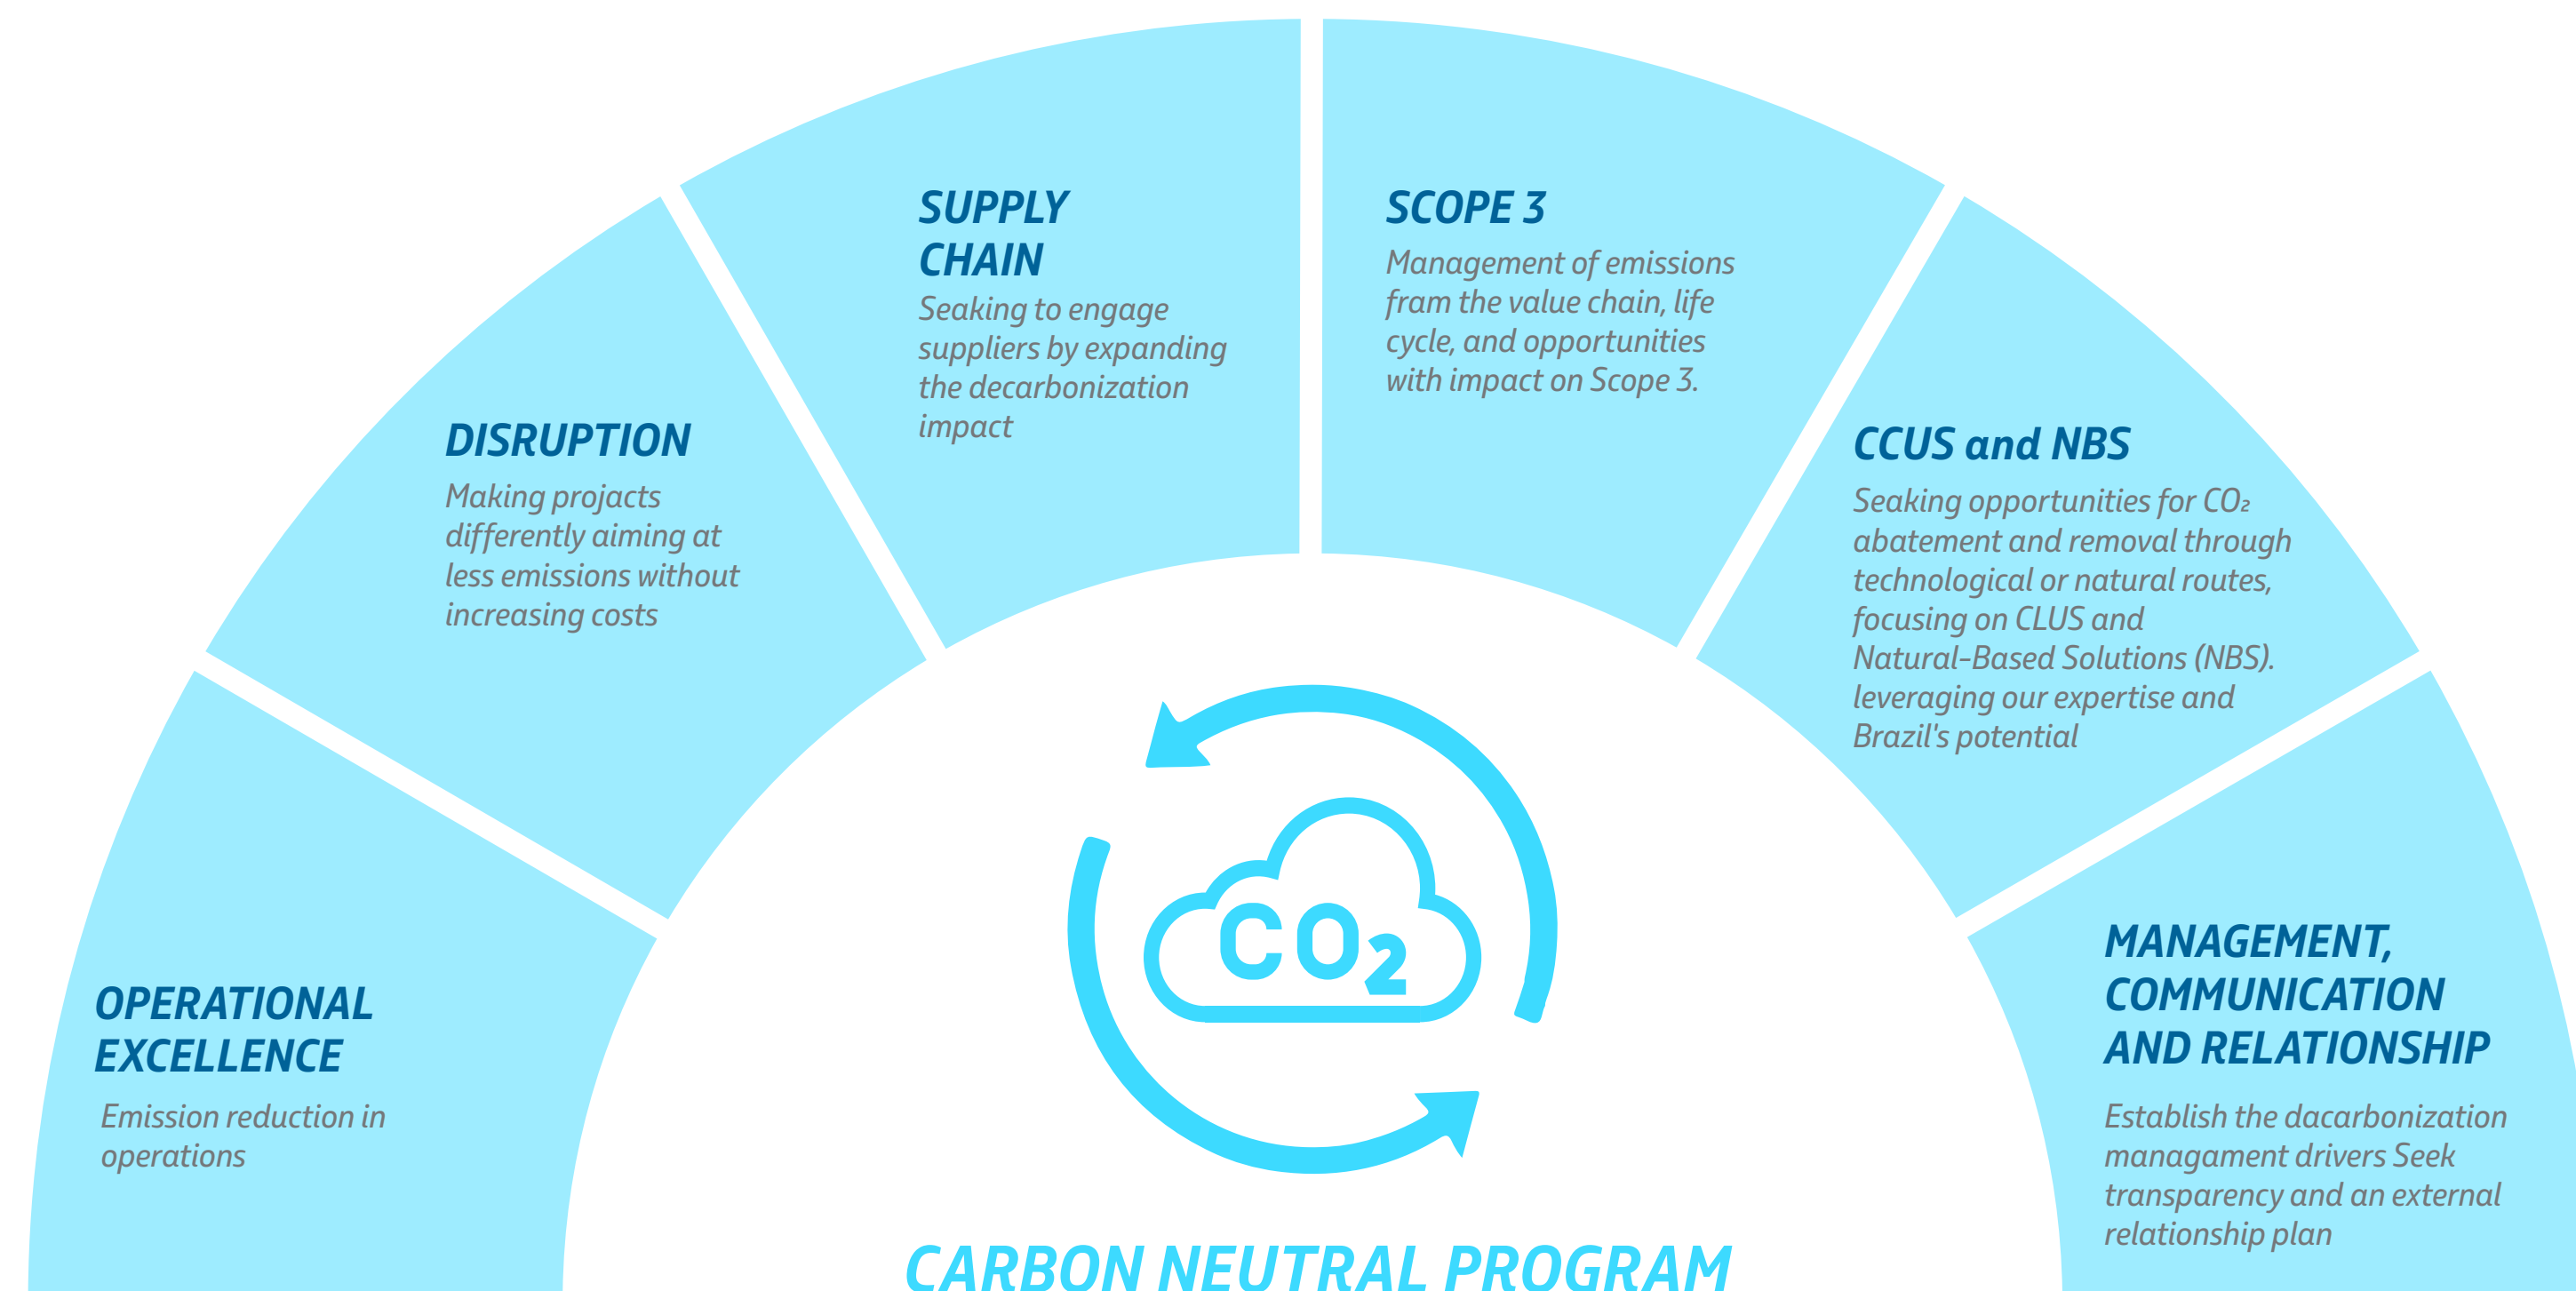 OPERATIONAL
EXCELLENCE
Emission reduction in
operations
DISRUPTION
Making projacts
differently aiming at
less emissions without
increasing costs
SUPPLY
CHAIN
Seaking to engage
suppliers by expanding
the decarbonization
impact
SCOPE 3
Management of emissions
fram the value chain, life
cycle, and opportunities
with impact on Scope 3.
CCUS and NBS
Seaking opportunities for CO₂
abatement and removal through
technological or natural routes,
focusing on CLUS and
Natural-Based Solutions (NBS).
leveraging our expertise and
Brazil's potential
MANAGEMENT,
COMMUNICATION
AND RELATIONSHIP
Establish the dacarbonization
managament drivers Seek
transparency and an external
relationship plan
CO₂
CARBON NEUTRAL PROGRAM